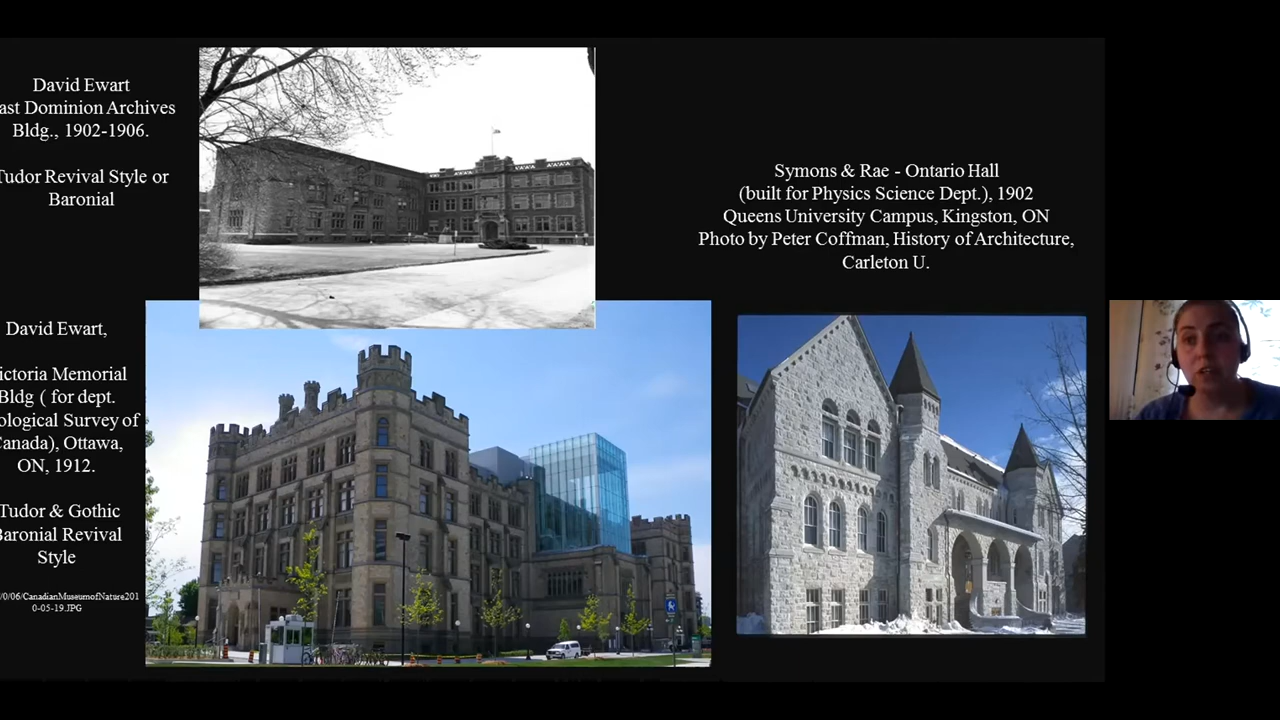 David Ewart
ast Dominion Archives
Bldg., 1902-1906.
Tudor Revival Style or
Baronial
Symons & Rae - Ontario Hall
(built for Physics Science Dept.), 1902
Queens University Campus, Kingston, ON
Photo by Peter Coffman, History of Architecture,
Carleton U.
David Ewart,
ictoria Memorial
Bldg ( for dept.
ological Survey of
Canada), Ottawa,
ON, 1912.
Tudor & Gothic
Baronial Revival
Style
/0/06/CanadianMuseumofNature201
0-05-19.JPG